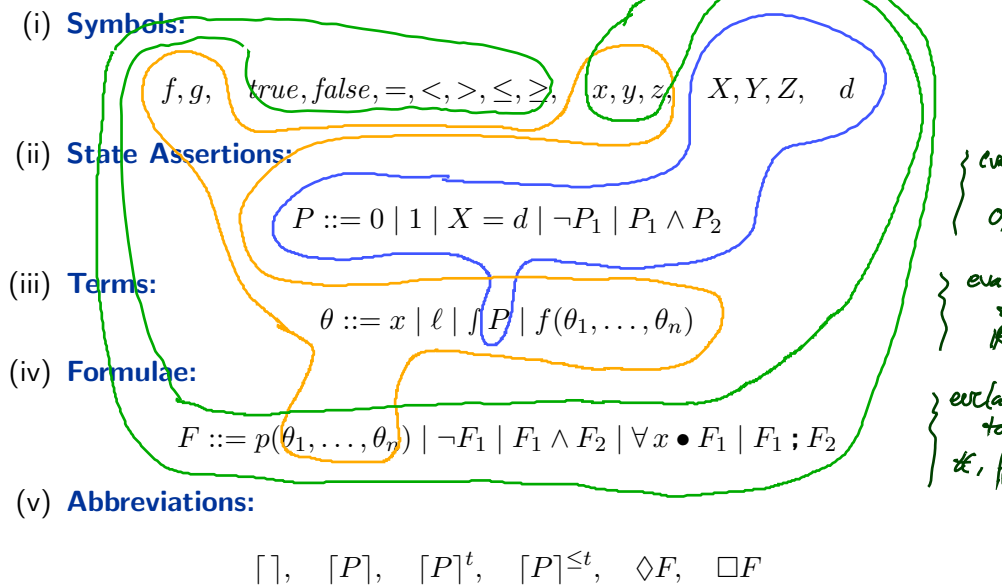 (i) Symbols:
f, g, true, false, =, <, >, ≤, ≥, x, y, z, X, Y, Z, d
(ii) State Assertions:
P ::= 0 | 1 | X = d | ¬P₁ | P₁ ∧ P₂
(iii) Terms:
θ ::= x | ℓ | ∫P | f(θ₁, . . . , θₙ)
(iv) Formulae:
F ::= p(θ₁, . . . , θₙ) | ¬F₁ | F₁ ∧ F₂ | ∀ x • F₁ | F₁ ; F₂
(v) Abbreviations:
⌈ ⌉, ⌈P⌉, ⌈P⌉ᵗ, ⌈P⌉^≤t, ◇F, □F